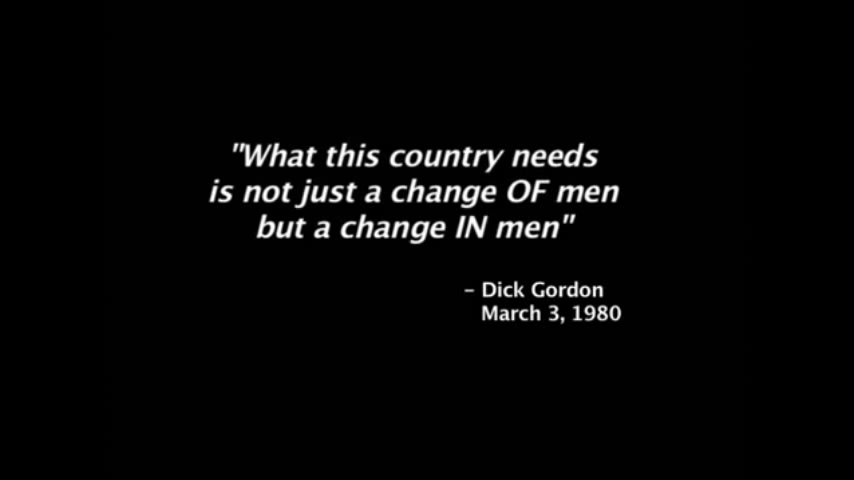 "What this country needs
is not just a change OF men
but a change IN men"
– Dick Gordon
March 3, 1980